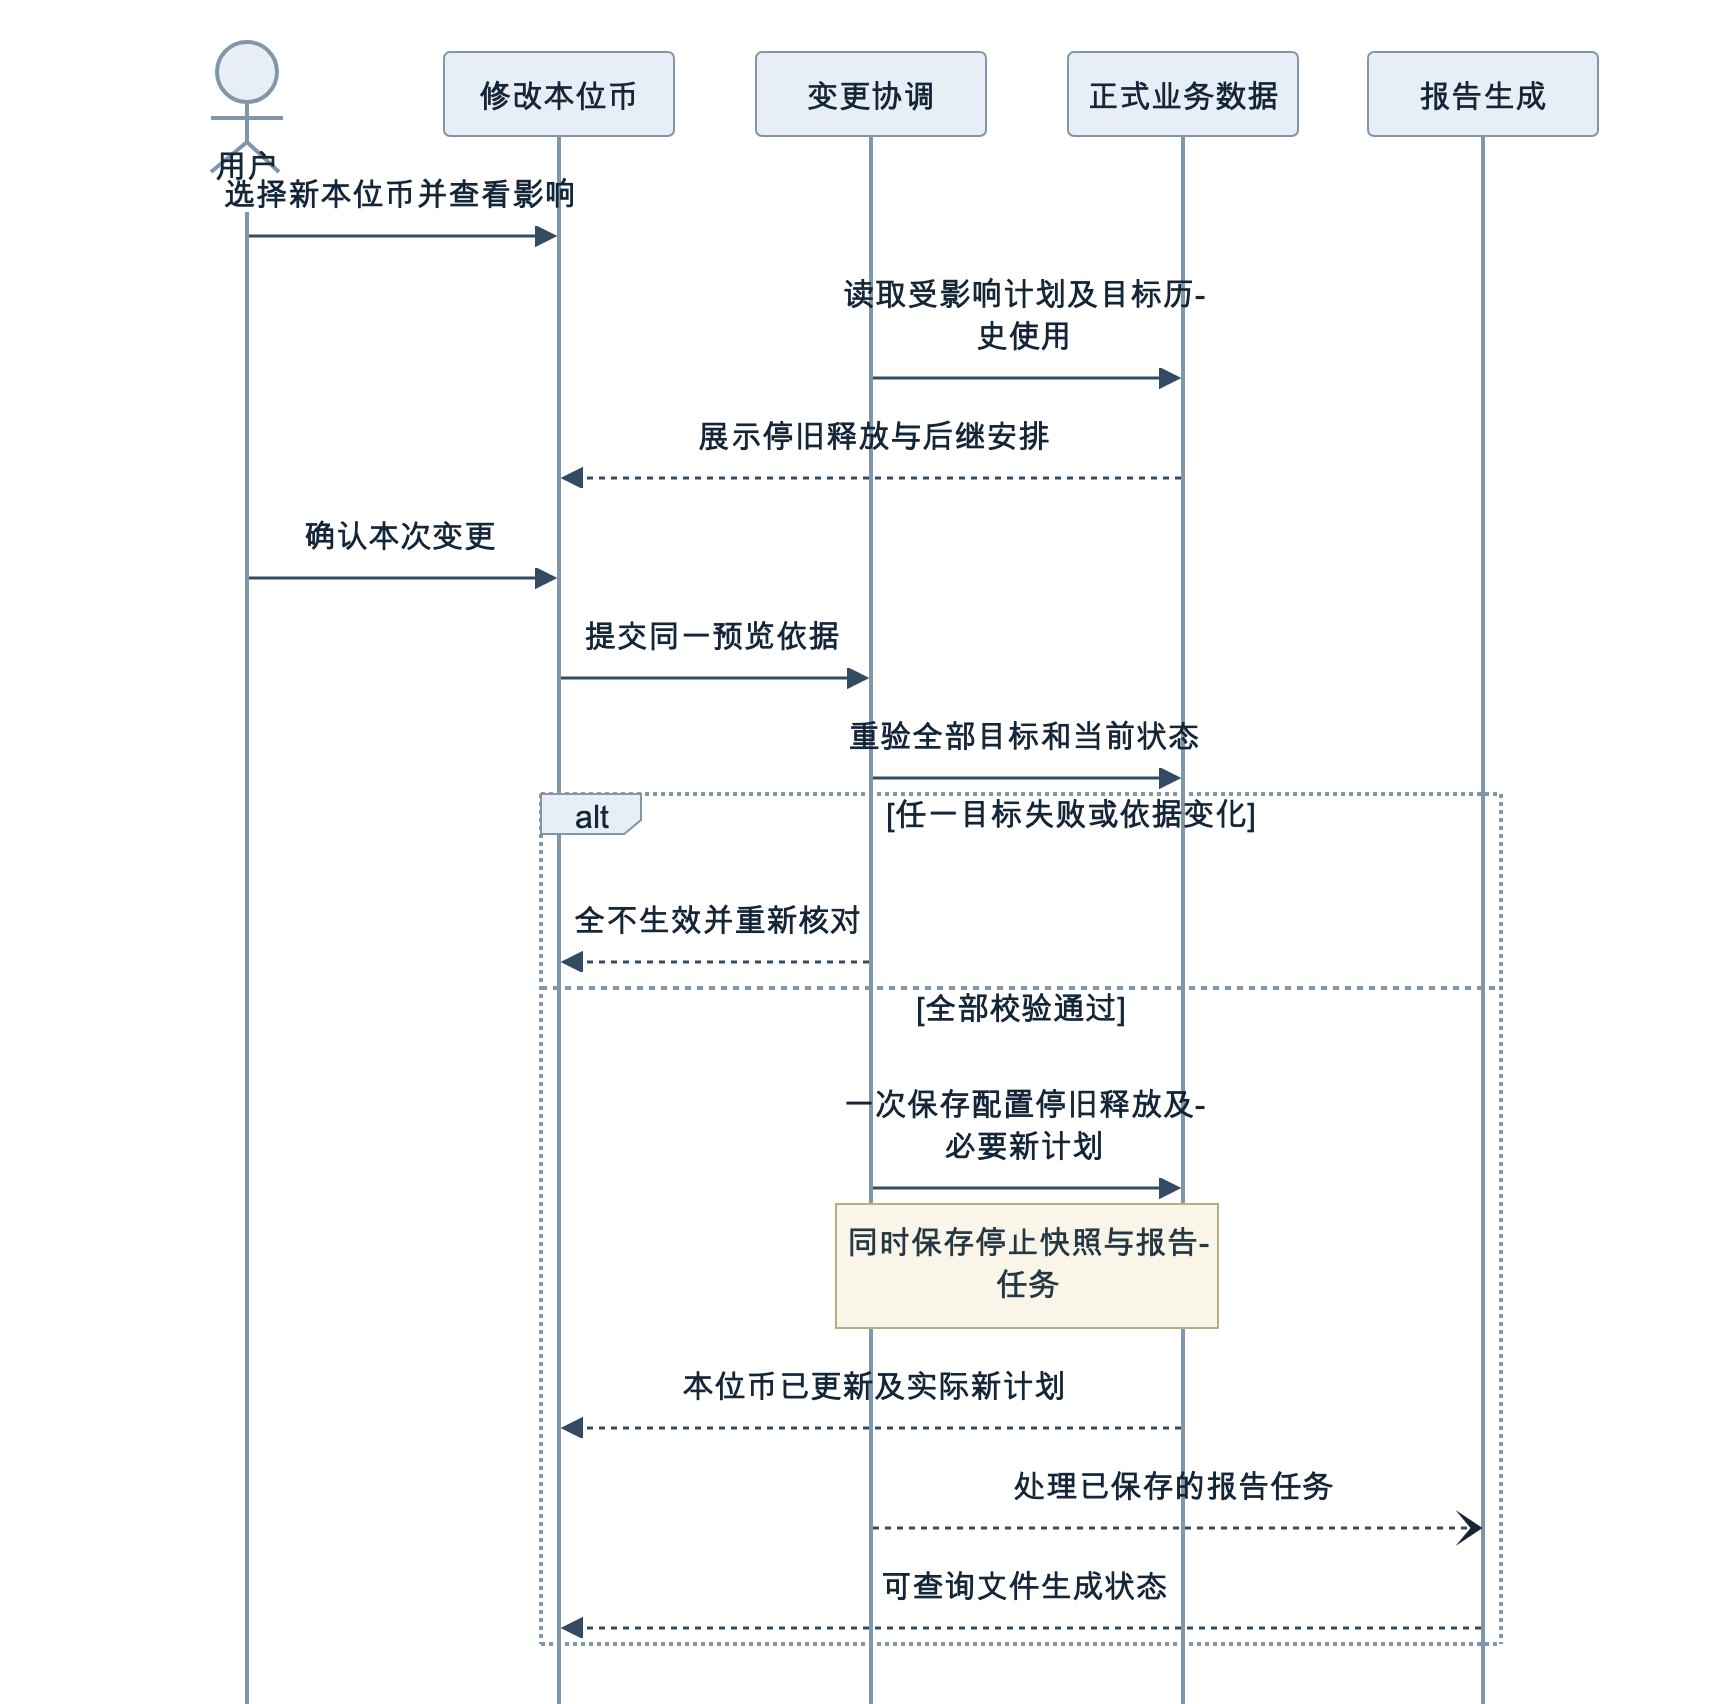 修改本位币
变更协调
正式业务数据
报告生成
用户
选择新本位币并查看影响
读取受影响计划及目标历-
史使用
展示停旧释放与后继安排
确认本次变更
提交同一预览依据
重验全部目标和当前状态
alt
[任一目标失败或依据变化]
全不生效并重新核对
[全部校验通过]
一次保存配置停旧释放及-
必要新计划
同时保存停止快照与报告-
任务
本位币已更新及实际新计划
处理已保存的报告任务
可查询文件生成状态